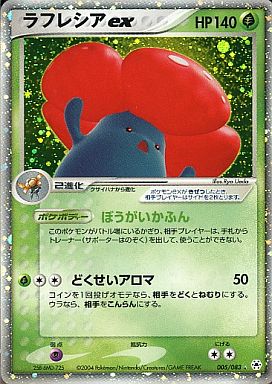 ラフレシアex HP140
Illus. Ryo Ueda
2進化 クサイハナから進化
ポケモンexがきぜつしたとき、
相手プレイヤーはサイドを2枚とります。
ポケボディー ぼうがいかふん
このポケモンがバトル場にいるかぎり、相手プレイヤーは、手札から
トレーナー(サポーターはのぞく)を出して、使うことができない。
どくせいアロマ 50
コインを1回投げオモテなら、相手をどくとねむりにする。
ウラなら、相手をこんらんにする。
弱点 抵抗力 にげる
©2004 Pokémon/Nintendo/Creatures/GAME FREAK
005/083